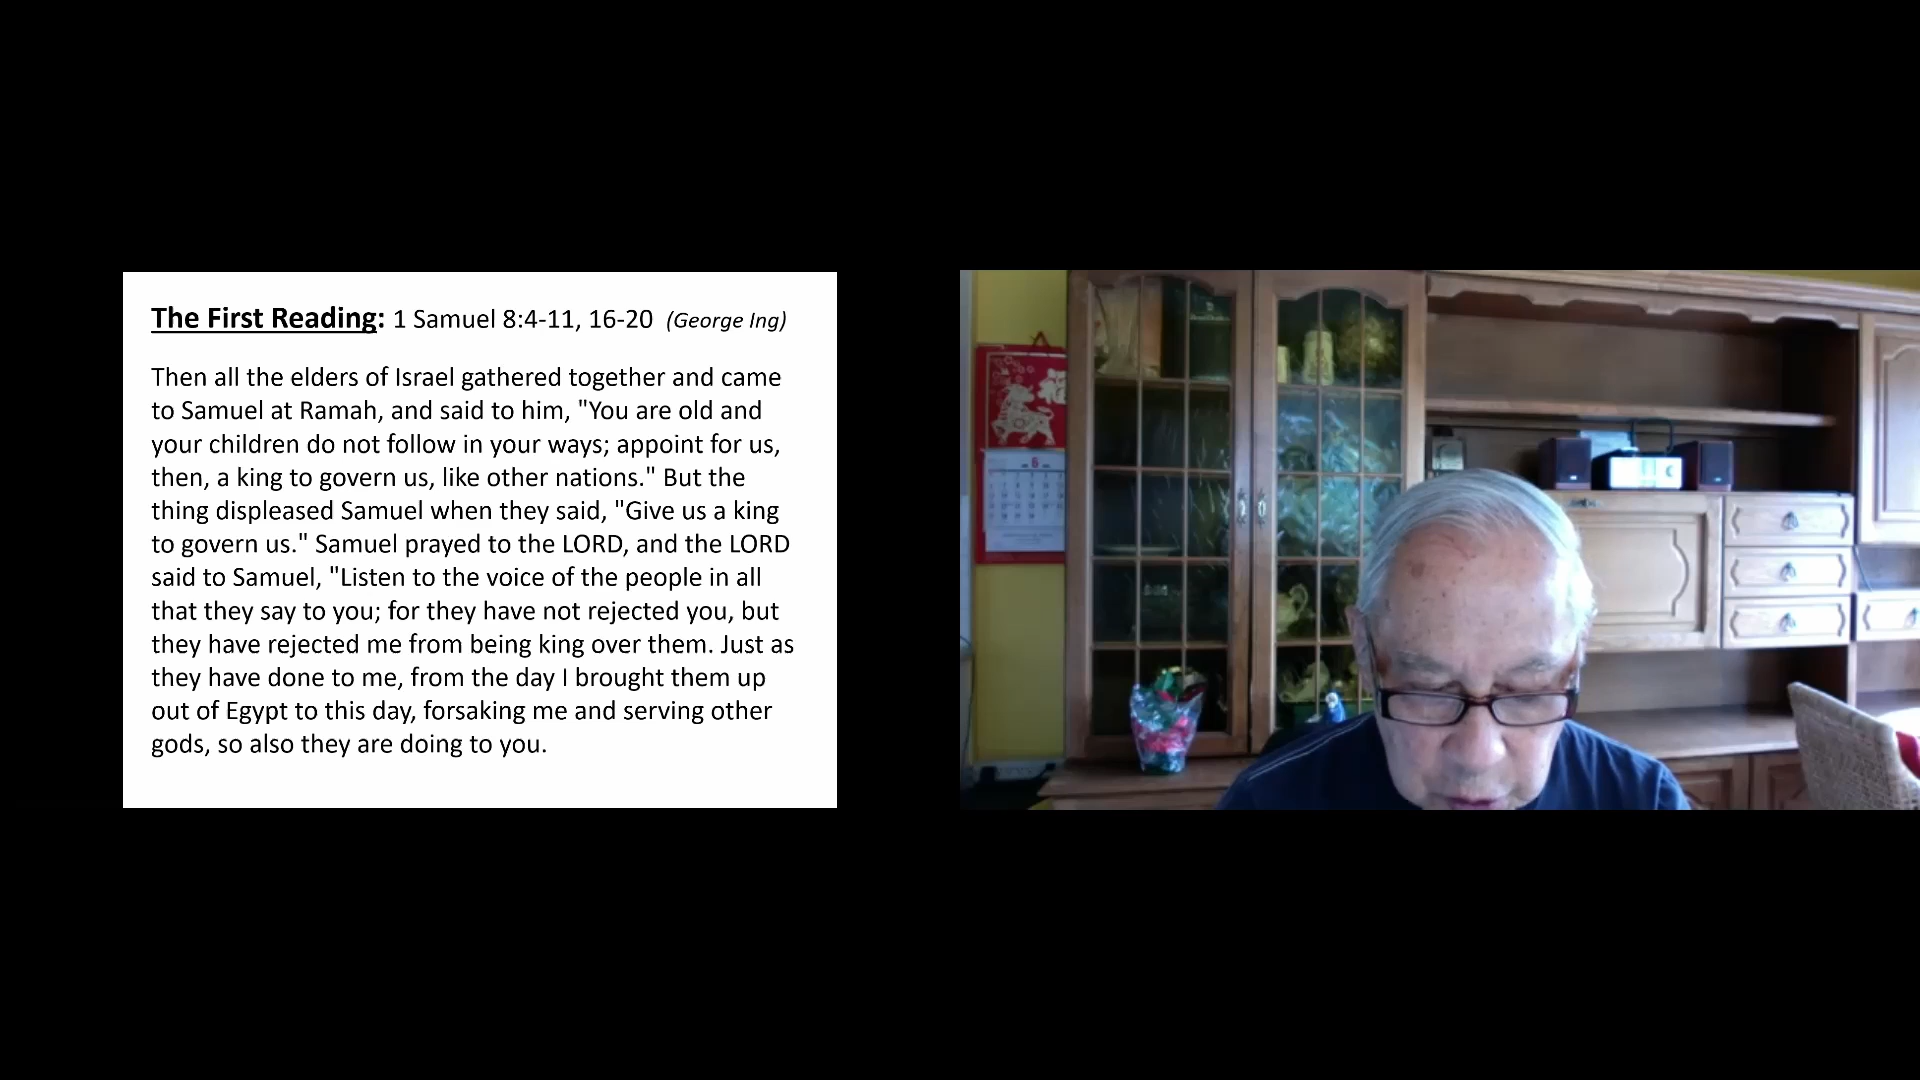 The First Reading: 1 Samuel 8:4-11, 16-20 (George Ing)
Then all the elders of Israel gathered together and came
to Samuel at Ramah, and said to him, "You are old and
your children do not follow in your ways; appoint for us,
then, a king to govern us, like other nations." But the
thing displeased Samuel when they said, "Give us a king
to govern us." Samuel prayed to the LORD, and the LORD
said to Samuel, "Listen to the voice of the people in all
that they say to you; for they have not rejected you, but
they have rejected me from being king over them. Just as
they have done to me, from the day I brought them up
out of Egypt to this day, forsaking me and serving other
gods, so also they are doing to you.
福
6